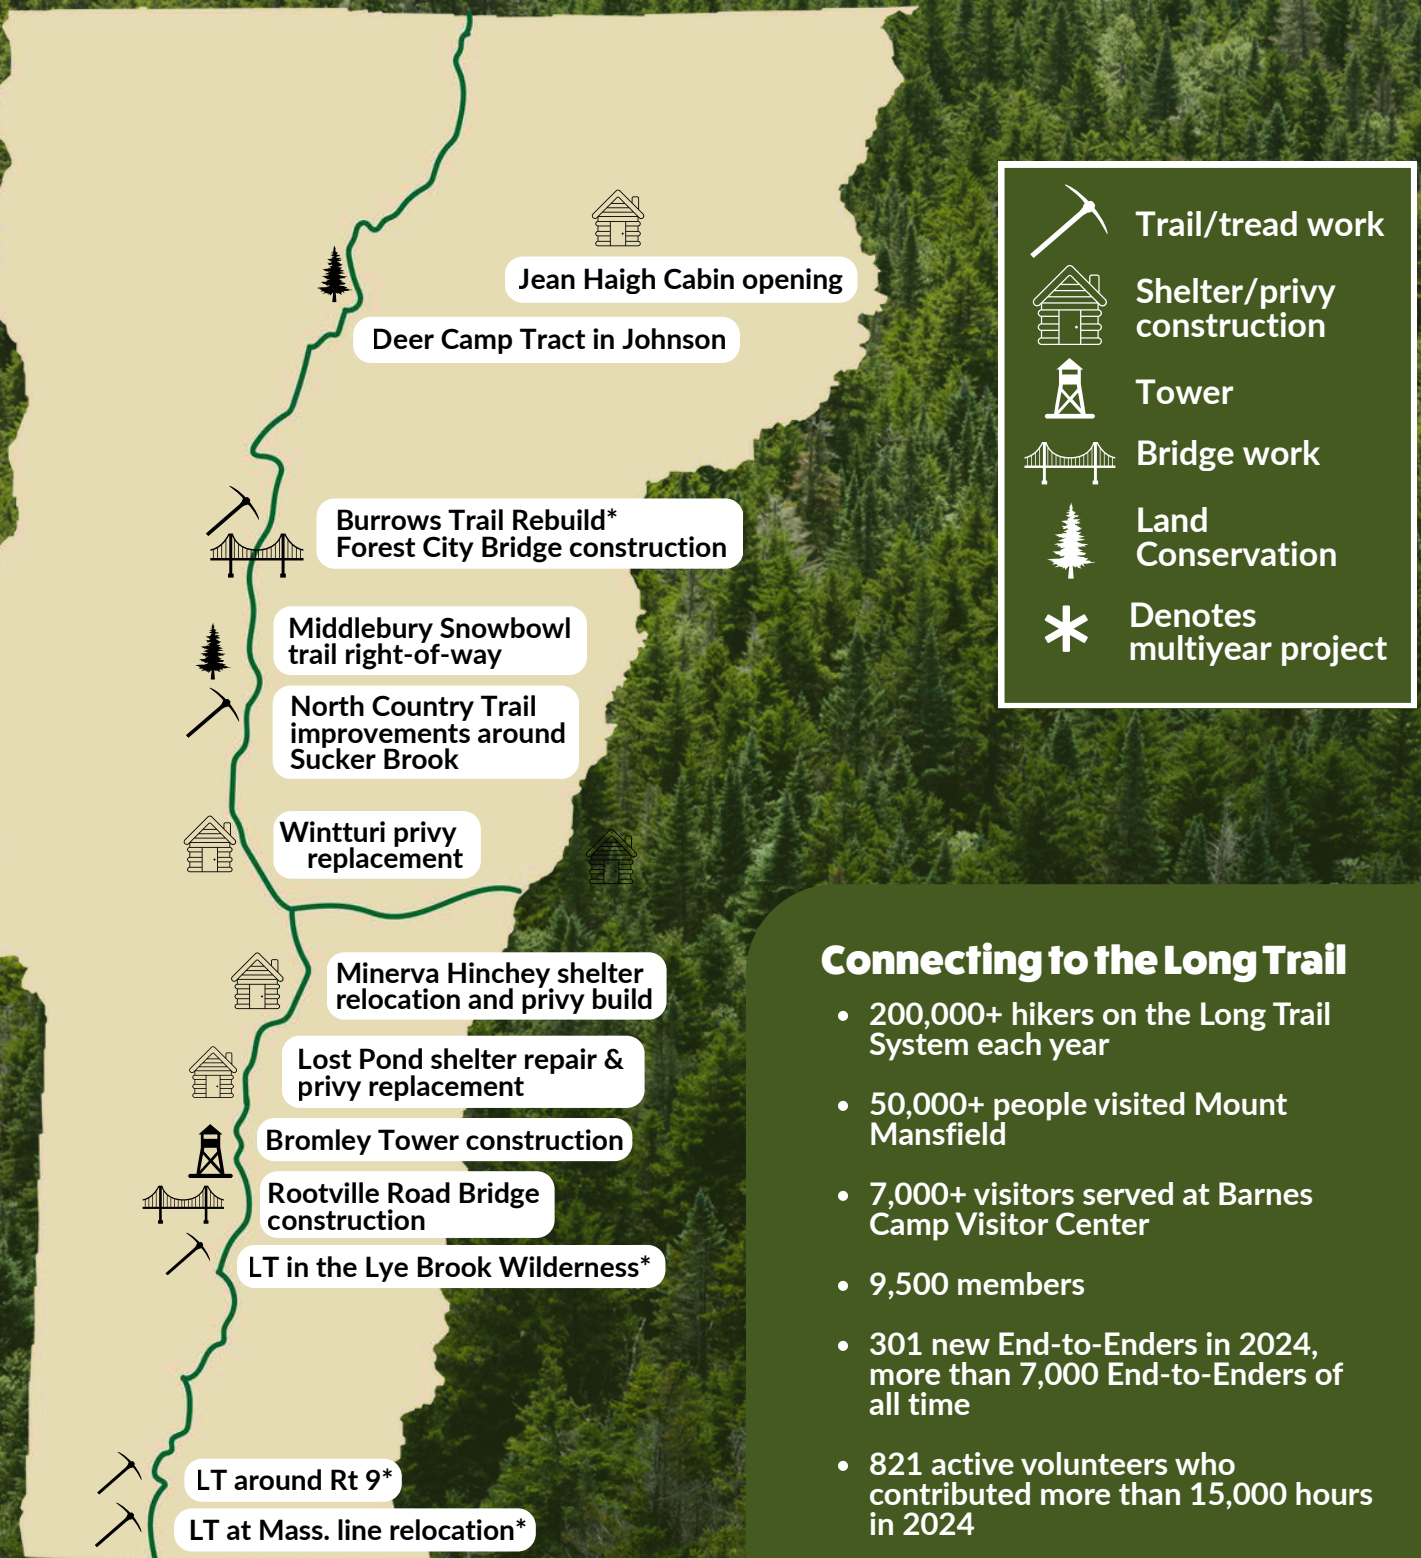 Jean Haigh Cabin opening
Deer Camp Tract in Johnson
Burrows Trail Rebuild*
Forest City Bridge construction
Middlebury Snowbowl
trail right-of-way
North Country Trail
improvements around
Sucker Brook
Wintturi privy
replacement
Minerva Hinchey shelter
relocation and privy build
Lost Pond shelter repair &
privy replacement
Bromley Tower construction
Rootville Road Bridge
construction
LT in the Lye Brook Wilderness*
LT around Rt 9*
LT at Mass. line relocation*
Trail/tread work
Shelter/privy
construction
Tower
Bridge work
Land
Conservation
* Denotes
multiyear project
Connecting to the Long Trail
• 200,000+ hikers on the Long Trail
System each year
• 50,000+ people visited Mount
Mansfield
• 7,000+ visitors served at Barnes
Camp Visitor Center
• 9,500 members
• 301 new End-to-Enders in 2024,
more than 7,000 End-to-Enders of
all time
• 821 active volunteers who
contributed more than 15,000 hours
in 2024